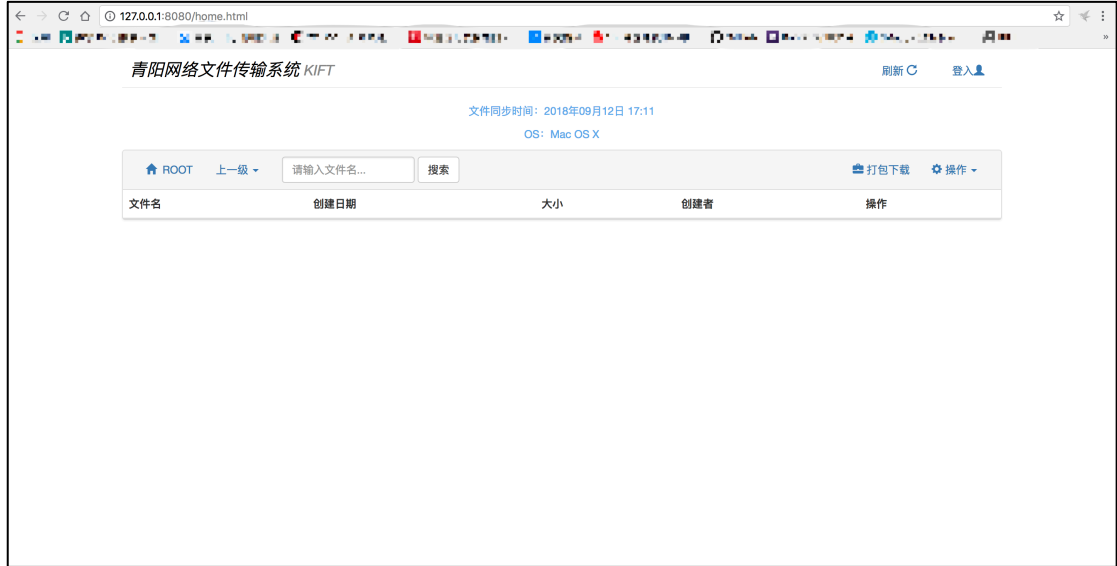 127.0.0.1:8080/home.html
青阳网络文件传输系统 KIFT 刷新 登入
文件同步时间：2018年09月12日 17:11
OS：Mac OS X
ROOT 上一级 请输入文件名... 搜索 打包下载 操作
文件名 创建日期 大小 创建者 操作